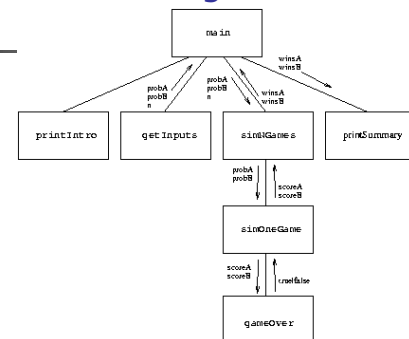 main
probA
probB
n
probA
probB
n
winsA
winsB
winsA
winsB
printIntro
getInputs
simNGames
printSummary
probA
probB
scoreA
scoreB
simOneGame
scoreA
scoreB
true|false
gameOver